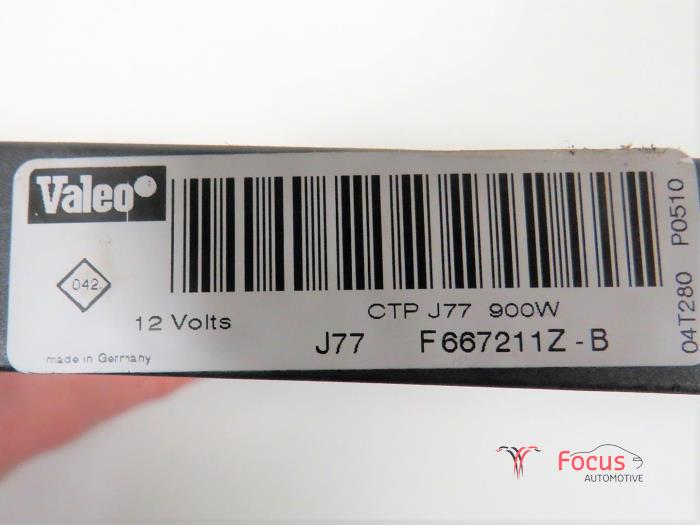 Valeo
042
12 Volts
CTP J77 900W
made in Germany
J77 F667211Z-B
04T280 P0510
Focus
AUTOMOTIVE